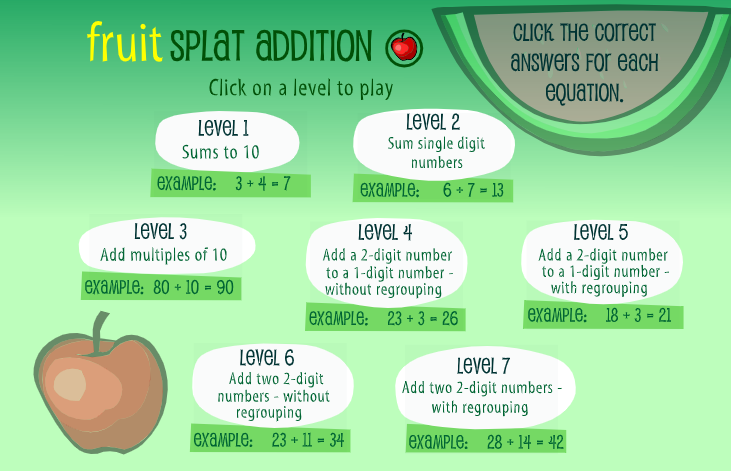 fruit SPLAT ADDITION
Click on a level to play
CLICK THE CORRECT
ANSWERS FOR EACH
EQUATION.
LEVEL 1
Sums to 10
EXAMPLE: 3 + 4 = 7
LEVEL 2
Sum single digit
numbers
EXAMPLE: 6 + 7 = 13
LEVEL 3
Add multiples of 10
EXAMPLE: 80 + 10 = 90
LEVEL 4
Add a 2-digit number
to a 1-digit number -
without regrouping
EXAMPLE: 23 + 3 = 26
LEVEL 5
Add a 2-digit number
to a 1-digit number -
with regrouping
EXAMPLE: 18 + 3 = 21
LEVEL 6
Add two 2-digit
numbers - without
regrouping
EXAMPLE: 23 + 11 = 34
LEVEL 7
Add two 2-digit numbers -
with regrouping
EXAMPLE: 28 + 14 = 42